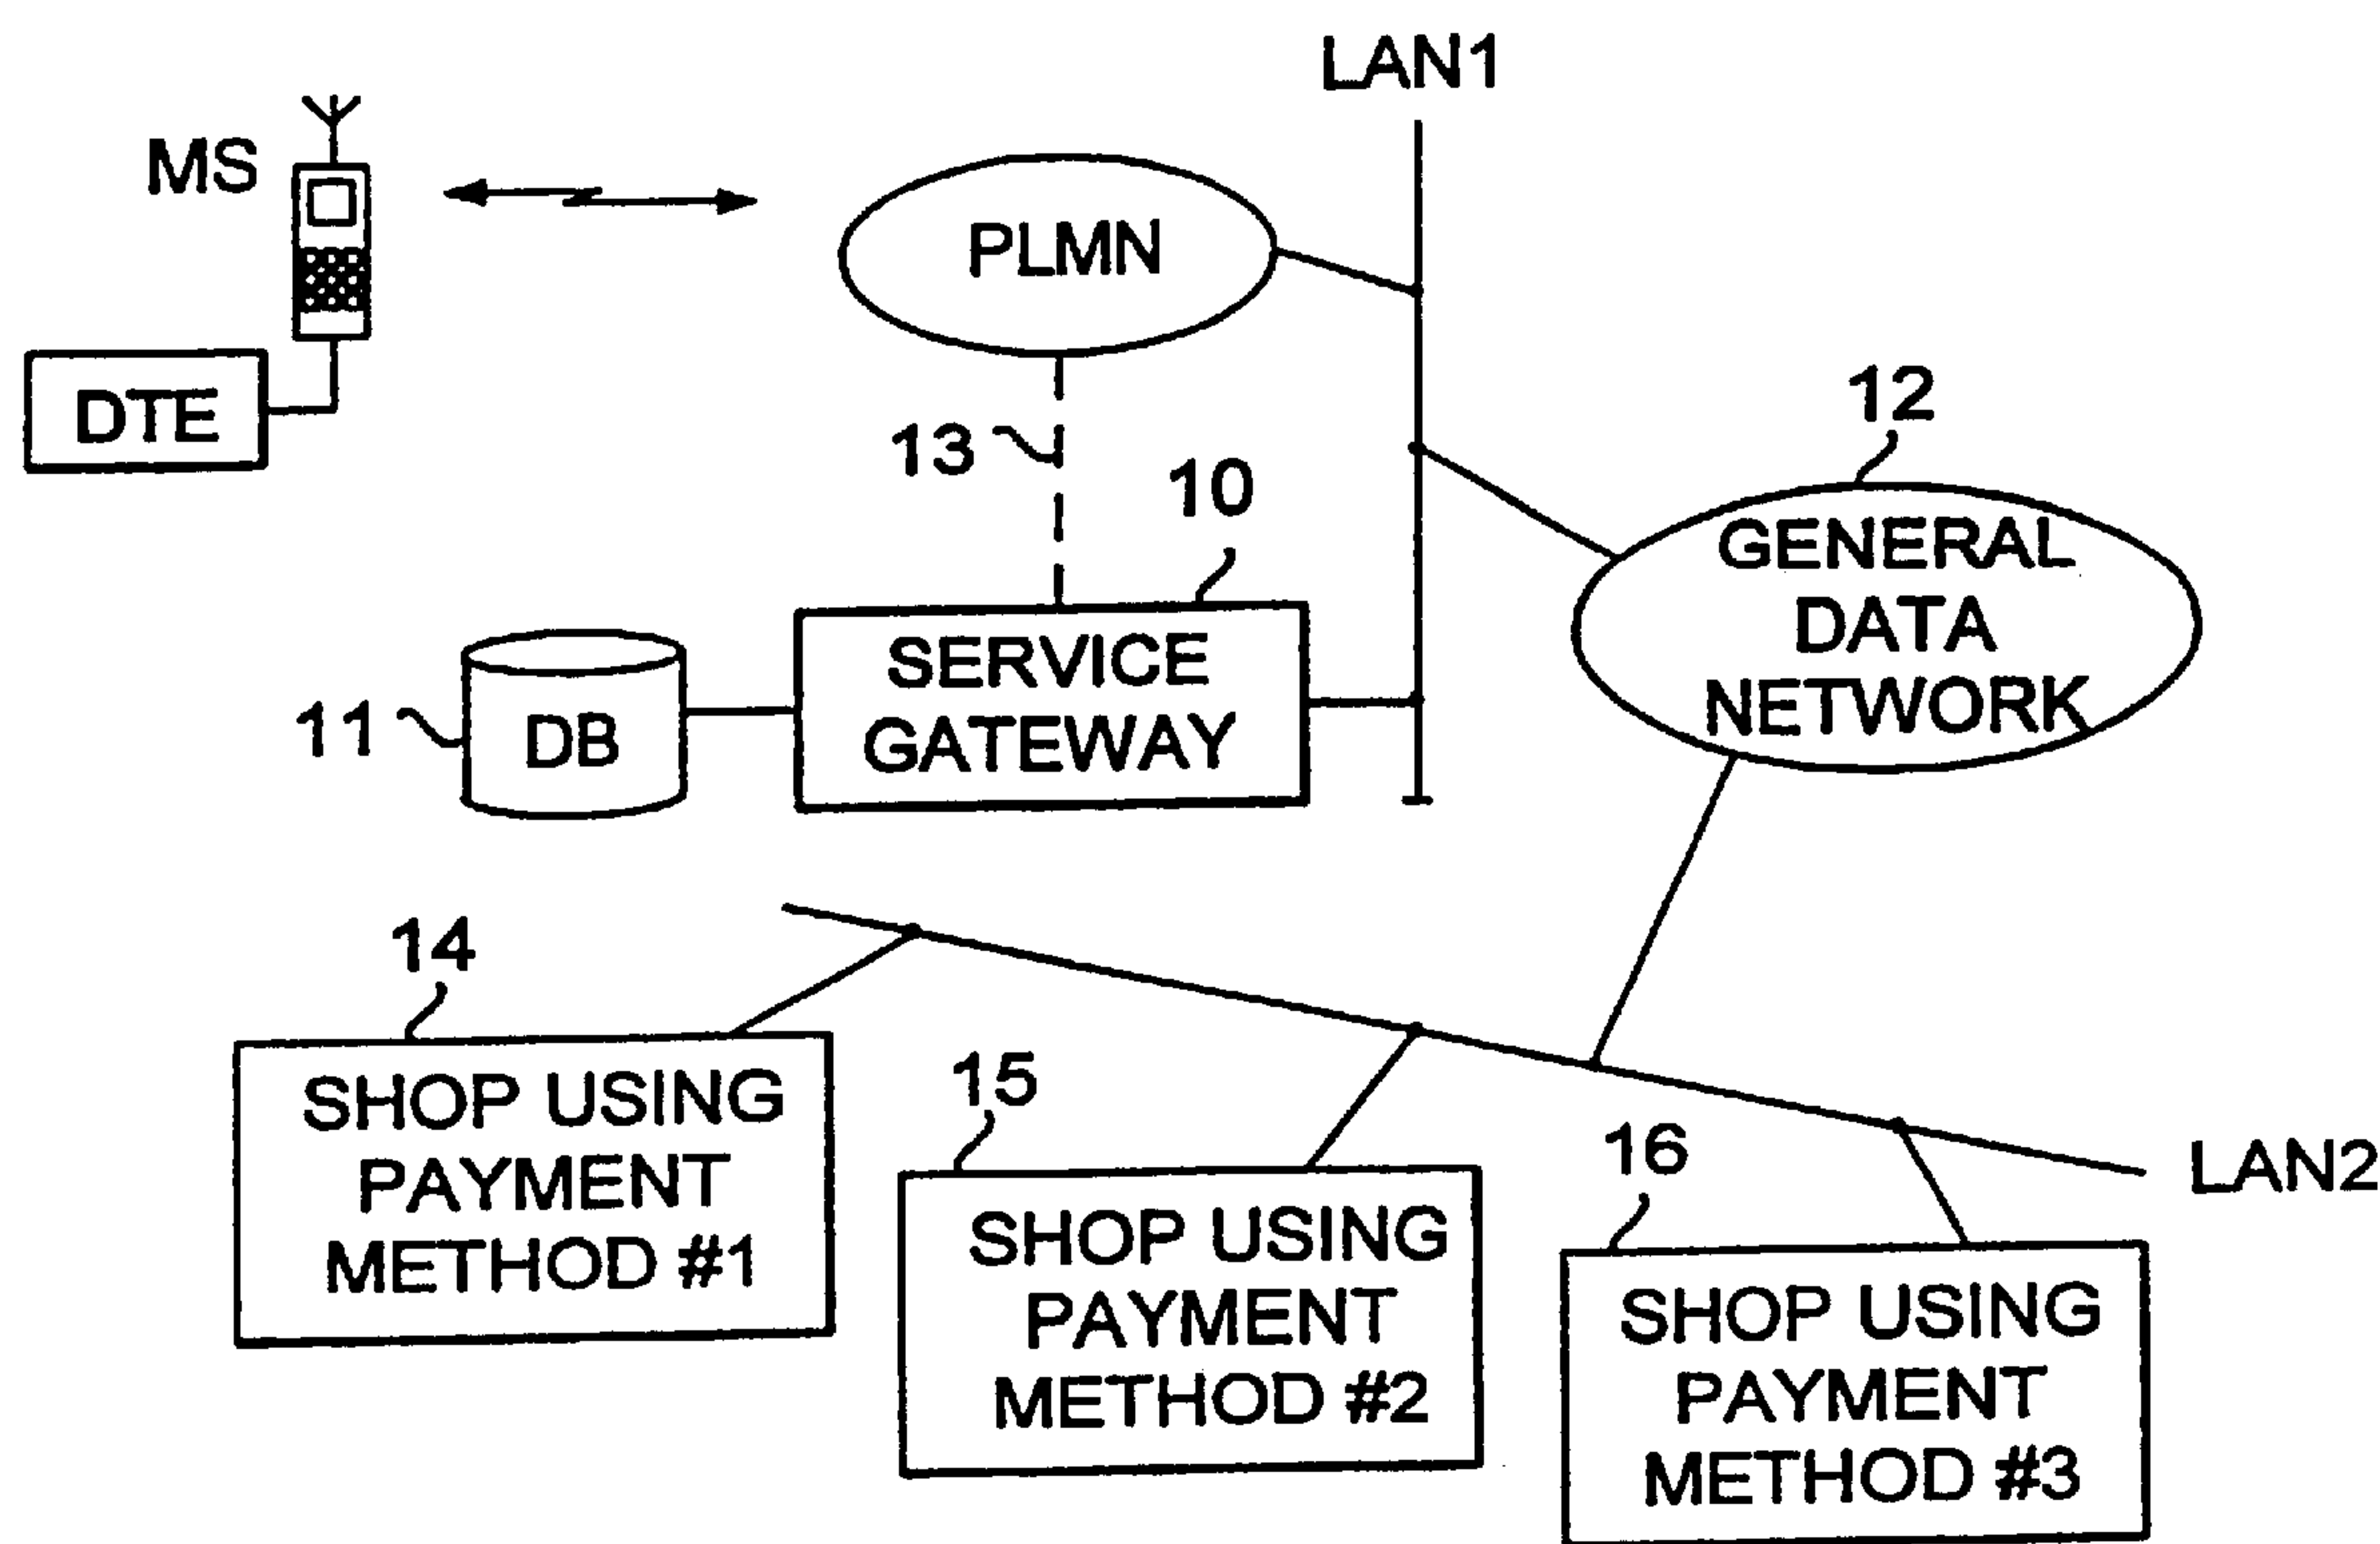 LAN1
MS
PLMN
DTE
12
13
10
GENERAL
DATA
NETWORK
SERVICE
GATEWAY
11
DB
14
SHOP USING
PAYMENT
METHOD #1
15
SHOP USING
PAYMENT
METHOD #2
16
LAN2
SHOP USING
PAYMENT
METHOD #3